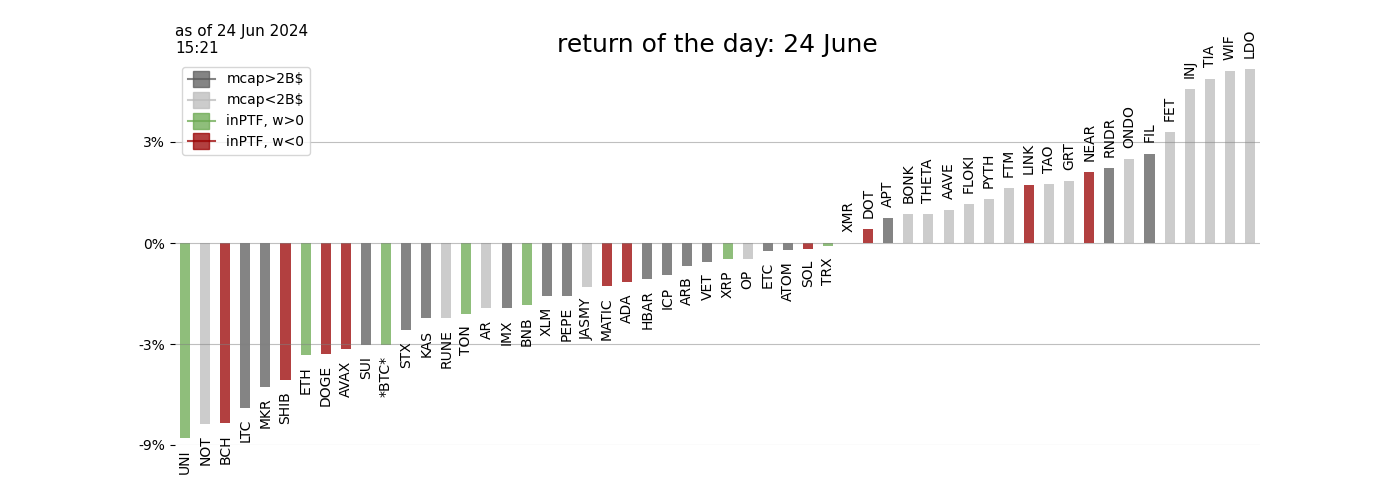 as of 24 Jun 2024
15:21
return of the day: 24 June
mcap>2B$
mcap<2B$
inPTF, w>0
inPTF, w<0
3%
0%
-3%
-9%
UNI
NOT
BCH
LTC
MKR
SHIB
ETH
DOGE
AVAX
SUI
*BTC*
STX
KAS
RUNE
TON
AR
IMX
BNB
XLM
PEPE
JASMY
MATIC
ADA
HBAR
ICP
ARB
VET
XRP
OP
ETC
ATOM
SOL
TRX
XMR
DOT
APT
BONK
THETA
AAVE
FLOKI
PYTH
FTM
LINK
TAO
GRT
NEAR
RNDR
ONDO
FIL
FET
INJ
TIA
WIF
LDO